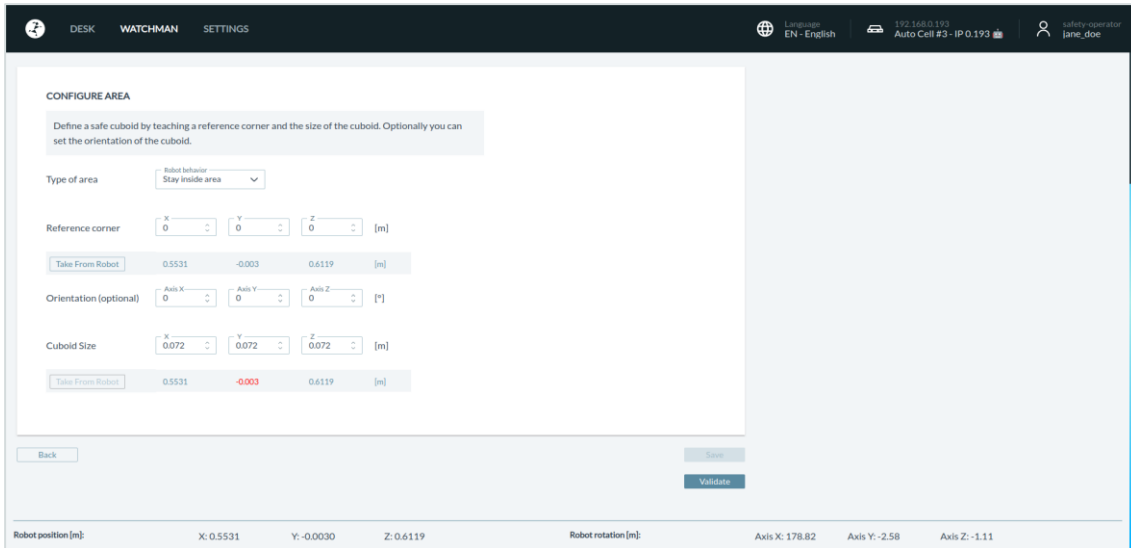 DESK WATCHMAN SETTINGS
Language
EN - English
192.168.0.193
Auto Cell #3 - IP 0.193 🤖
safety-operator
jane_doe
CONFIGURE AREA
Define a safe cuboid by teaching a reference corner and the size of the cuboid. Optionally you can
set the orientation of the cuboid.
Type of area
Robot behavior
Stay inside area
Reference corner
X Y Z
0 0 0 [m]
Take From Robot 0.5531 -0.003 0.6119 [m]
Orientation (optional)
Axis X Axis Y Axis Z
0 0 0 [°]
Cuboid Size
X Y Z
0.072 0.072 0.072 [m]
Take From Robot 0.5531 -0.003 0.6119 [m]
Back Save
Validate
Robot position [m]: X: 0.5531 Y: -0.0030 Z: 0.6119 Robot rotation [m]: Axis X: 178.82 Axis Y: -2.58 Axis Z: -1.11